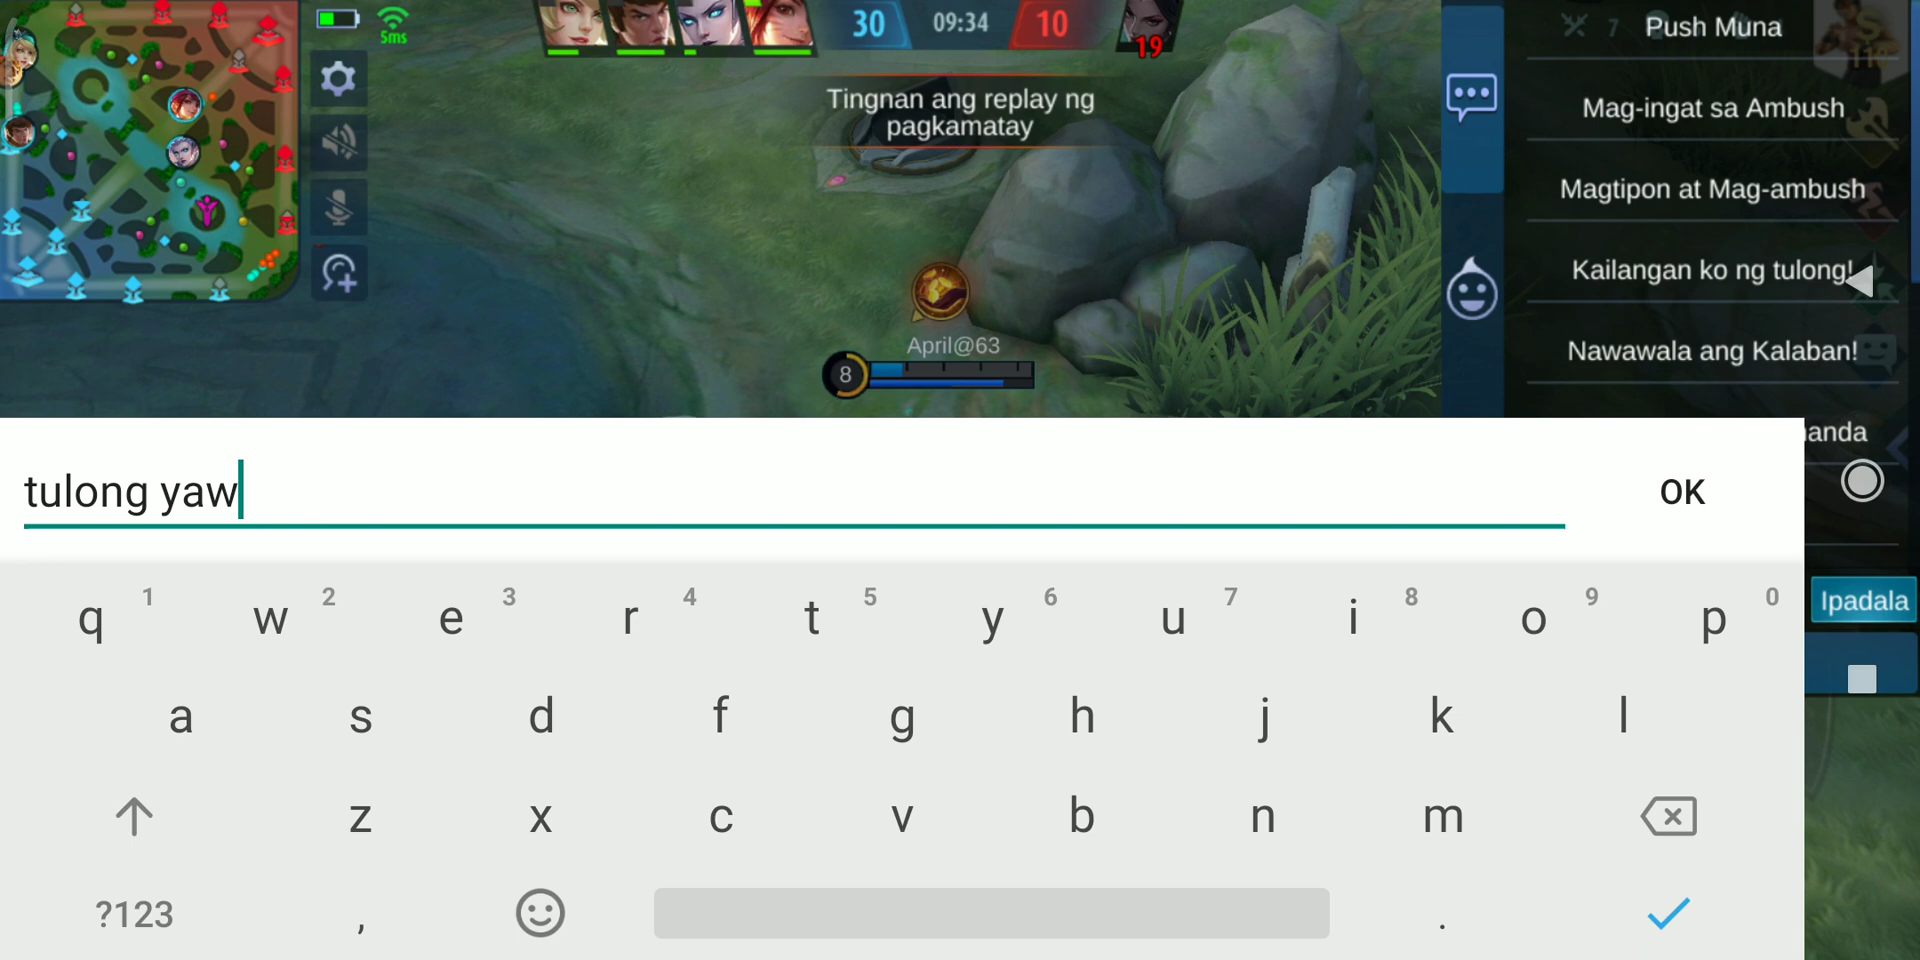 5ms
30
09:34
10
19
Tingnan ang replay ng
pagkamatay
April@63
8
7
Push Muna
Mag-ingat sa Ambush
Magtipon at Mag-ambush
Kailangan ko ng tulong!
Nawawala ang Kalaban!
tulong yaw
OK
Ipadala
q 1 w 2 e 3 r 4 t 5 y 6 u 7 i 8 o 9 p 0
a s d f g h j k l
z x c v b n m
?123 , .